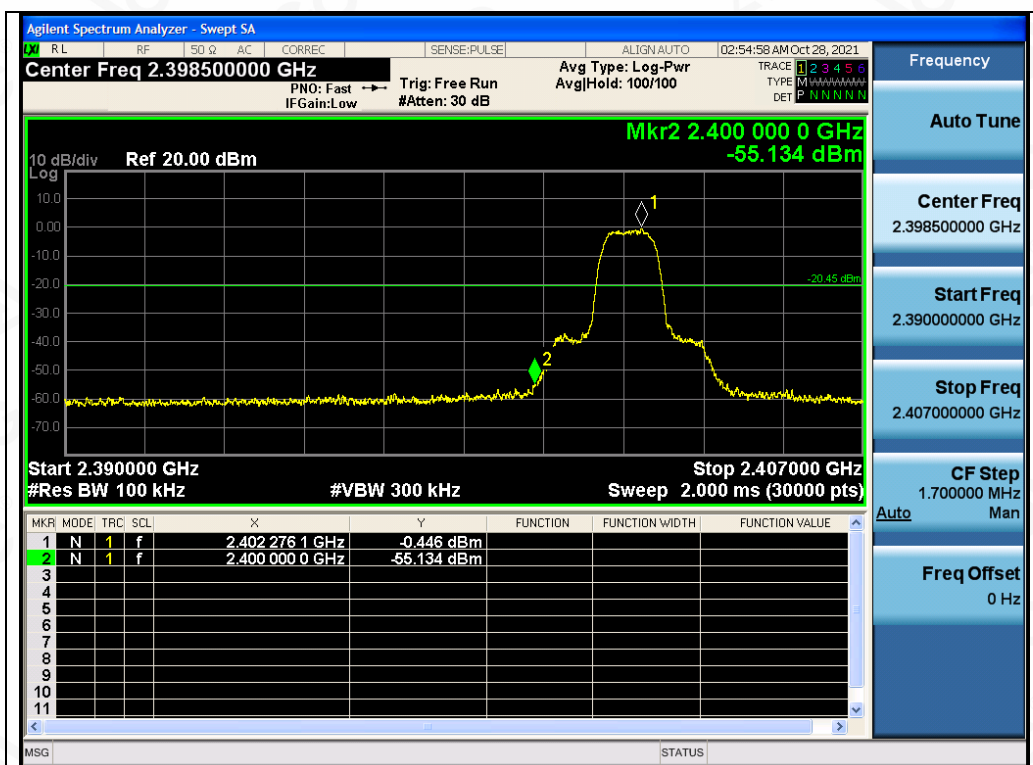 Agilent Spectrum Analyzer - Swept SA
LXI RL RF 50 Ω AC CORREC SENSE:PULSE ALIGN AUTO 02:54:58 AM Oct 28, 2021
Center Freq 2.398500000 GHz
PNO: Fast
IFGain:Low
Trig: Free Run
#Atten: 30 dB
Avg Type: Log-Pwr
Avg|Hold: 100/100
TRACE 1 2 3 4 5 6
TYPE M WWWWW
DET P N N N N N
Mkr2 2.400 000 0 GHz
-55.134 dBm
10 dB/div Ref 20.00 dBm
Log
10.0
0.00
-10.0
-20.0
-30.0
-40.0
-50.0
-60.0
-70.0
1
-20.45 dBm
2
Start 2.390000 GHz Stop 2.407000 GHz
#Res BW 100 kHz #VBW 300 kHz Sweep 2.000 ms (30000 pts)
MKR MODE TRC SCL X Y FUNCTION FUNCTION WIDTH FUNCTION VALUE
1 N 1 f 2.402 276 1 GHz -0.446 dBm
2 N 1 f 2.400 000 0 GHz -55.134 dBm
3
4
5
6
7
8
9
10
11
MSG STATUS
Frequency
Auto Tune
Center Freq
2.398500000 GHz
Start Freq
2.390000000 GHz
Stop Freq
2.407000000 GHz
CF Step
1.700000 MHz
Auto Man
Freq Offset
0 Hz